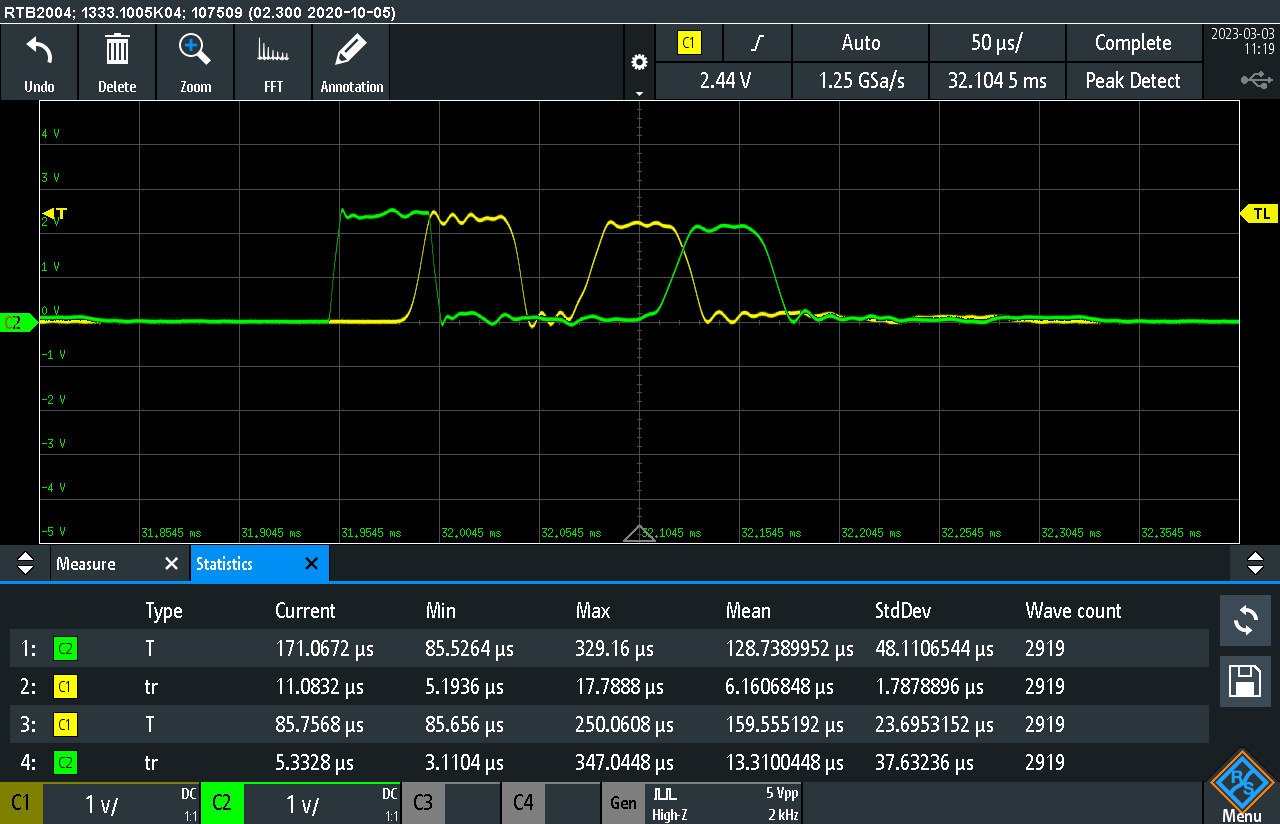 RTB2004; 1333.1005K04; 107509 (02.300 2020-10-05)
Undo Delete Zoom FFT Annotation
C1 Auto 50 µs/ Complete
2.44 V 1.25 GSa/s 32.104 5 ms Peak Detect
2023-03-03
11:19
4 V
3 V
T
2 V
TL
1 V
0 V
C2
-1 V
-2 V
-3 V
-4 V
-5 V
31.8545 ms 31.9045 ms 31.9545 ms 32.0045 ms 32.0545 ms 32.1045 ms 32.1545 ms 32.2045 ms 32.2545 ms 32.3045 ms 32.3545 ms
Measure Statistics
Type Current Min Max Mean StdDev Wave count
1: C2 T 171.0672 µs 85.5264 µs 329.16 µs 128.7389952 µs 48.1106544 µs 2919
2: C1 tr 11.0832 µs 5.1936 µs 17.7888 µs 6.1606848 µs 1.7878896 µs 2919
3: C1 T 85.7568 µs 85.656 µs 250.0608 µs 159.555192 µs 23.6953152 µs 2919
4: C2 tr 5.3328 µs 3.1104 µs 347.0448 µs 13.3100448 µs 37.63236 µs 2919
C1 1 V/ DC 1:1 C2 1 V/ DC 1:1 C3 C4 Gen High-Z 5 Vpp 2 kHz
R&S
Menu